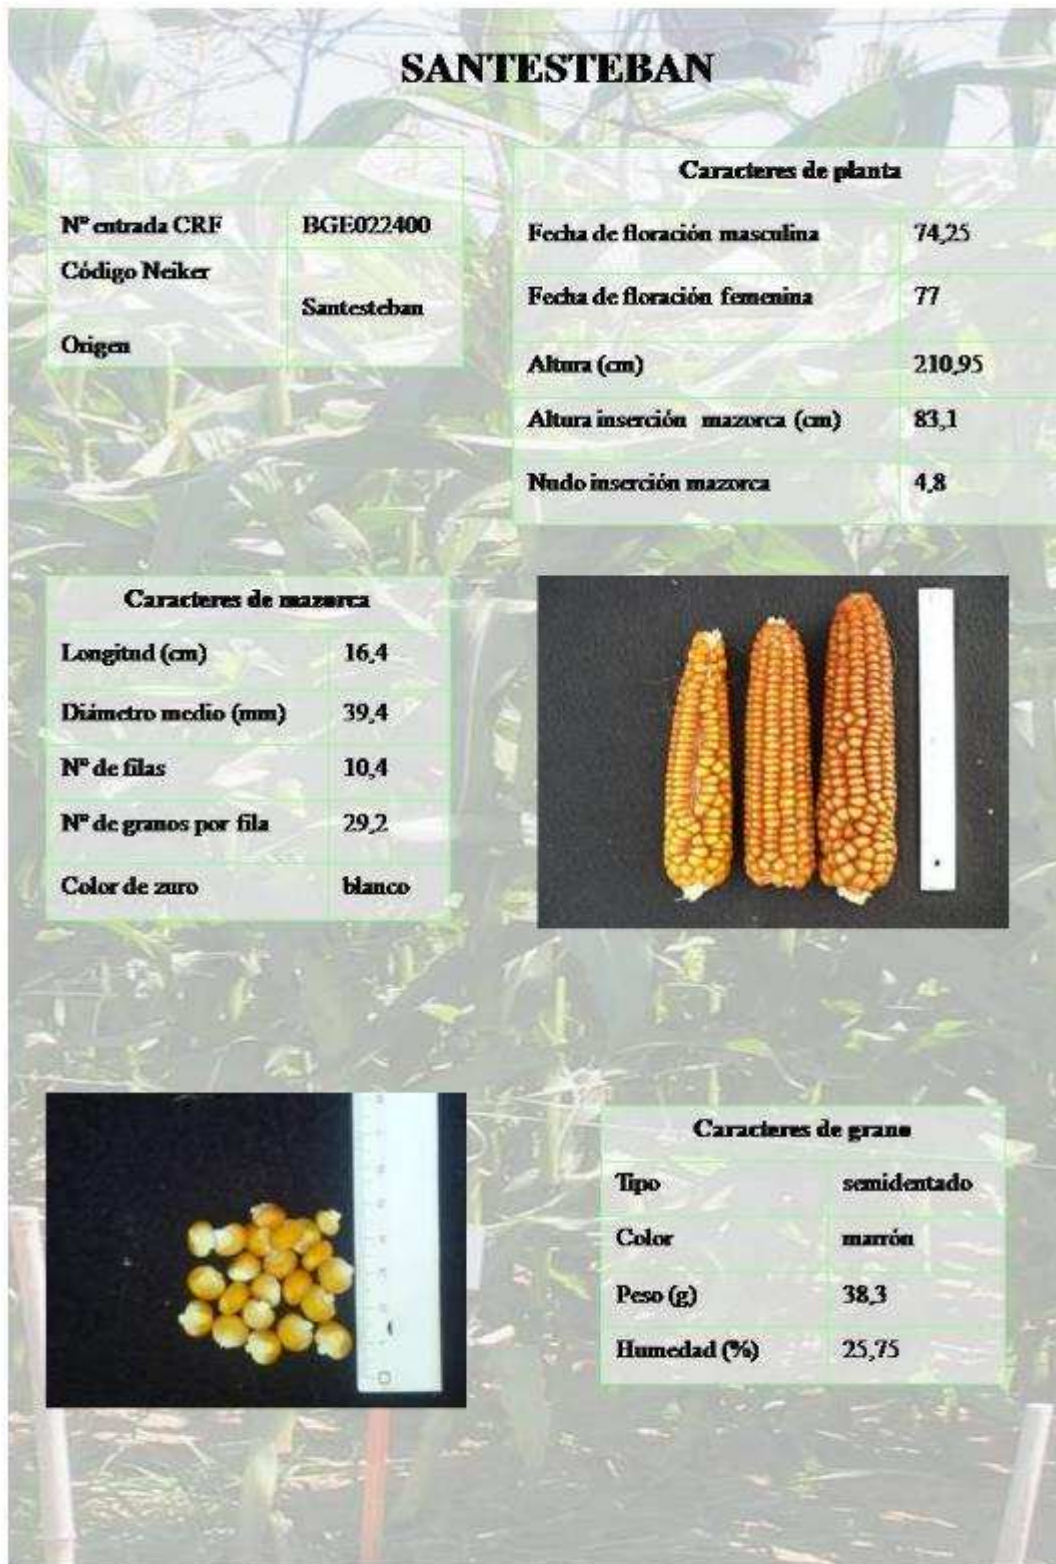 SANTESTEBAN
Nº entrada CRF BGE022400
Código Neiker
Santesteban
Origen
Caracteres de planta
Fecha de floración masculina 74,25
Fecha de floración femenina 77
Altura (cm) 210,95
Altura inserción mazorca (cm) 83,1
Nudo inserción mazorca 4,8
Caracteres de mazorca
Longitud (cm) 16,4
Diámetro medio (mm) 39,4
Nº de filas 10,4
Nº de granos por fila 29,2
Color de zuro blanco
Caracteres de grano
Tipo semidentado
Color marrón
Peso (g) 38,3
Humedad (%) 25,75